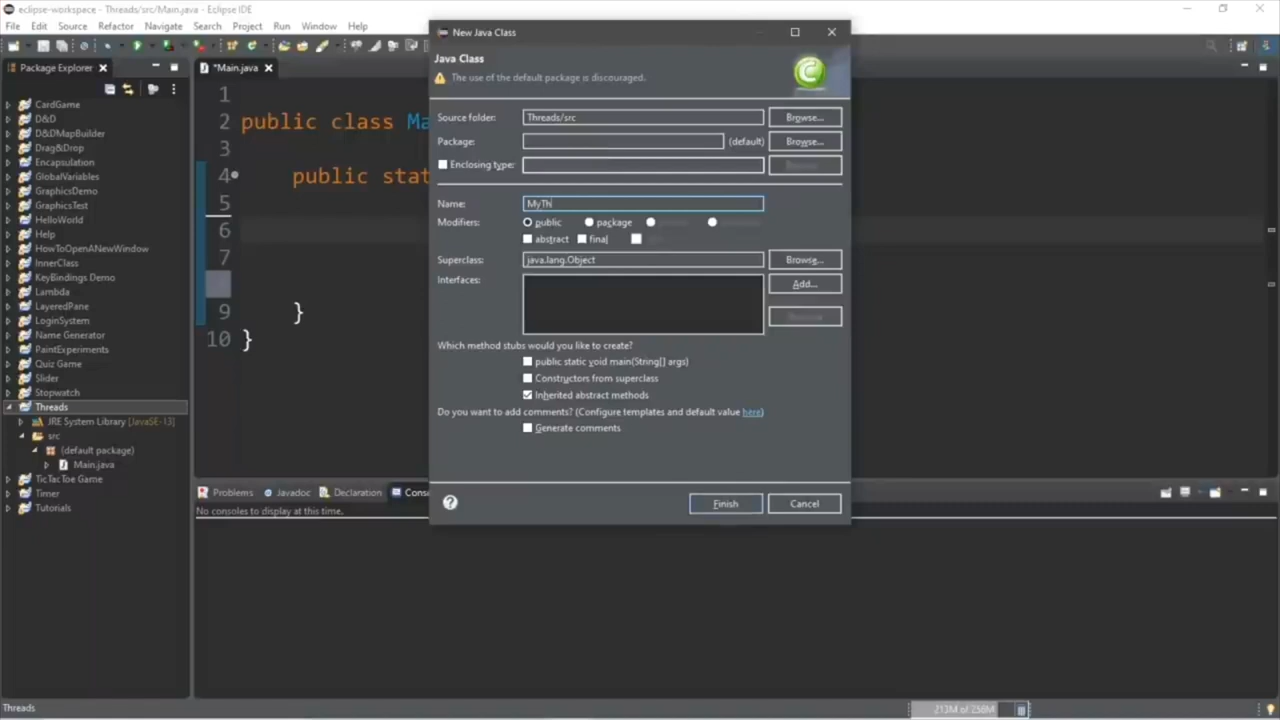 eclipse-workspace - Threads/src/Main.java - Eclipse IDE
File Edit Source Refactor Navigate Search Project Run Window Help
Package Explorer
CardGame
D&D
D&DMapBuilder
Drag&Drop
Encapsulation
GlobalVariables
GraphicsDemo
GraphicsTest
HelloWorld
Help
HowToOpenANewWindow
InnerClass
KeyBindings Demo
Lambda
LayeredPane
LoginSystem
Name Generator
PaintExperiments
Quiz Game
Slider
Stopwatch
Threads
JRE System Library [JavaSE-13]
src
(default package)
Main.java
TicTacToe Game
Timer
Tutorials
*Main.java
1
2 public class Ma
3
4 public stat
5
6
7
9 }
10 }
New Java Class
Java Class
The use of the default package is discouraged.
Source folder: Threads/src Browse...
Package: (default) Browse...
Enclosing type:
Name: MyTh
Modifiers: public package
abstract final
Superclass: java.lang.Object Browse...
Interfaces: Add...
Which method stubs would you like to create?
public static void main(String[] args)
Constructors from superclass
Inherited abstract methods
Do you want to add comments? (Configure templates and default value here)
Generate comments
Finish Cancel
Problems Javadoc Declaration Conso
No consoles to display at this time.
Threads
213M of 256M